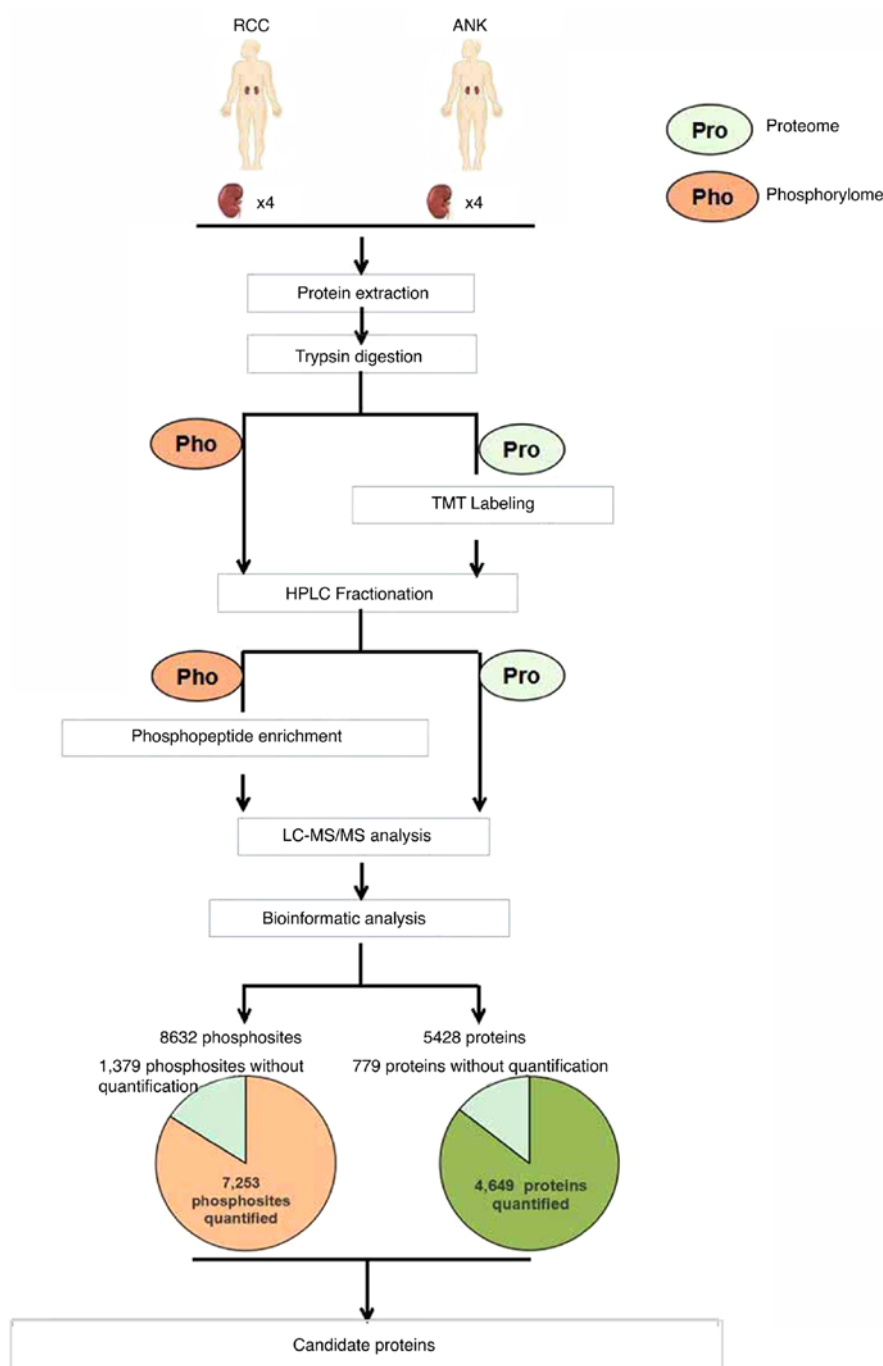 RCC
ANK
x4
x4
Pro
Proteome
Pho
Phosphorylome
Protein extraction
Trypsin digestion
Pho
Pro
TMT Labeling
HPLC Fractionation
Pho
Pro
Phosphopeptide enrichment
LC-MS/MS analysis
Bioinformatic analysis
8632 phosphosites
5428 proteins
1,379 phosphosites without
quantification
779 proteins without quantification
7,253
phosphosites
quantified
4,649 proteins
quantified
Candidate proteins